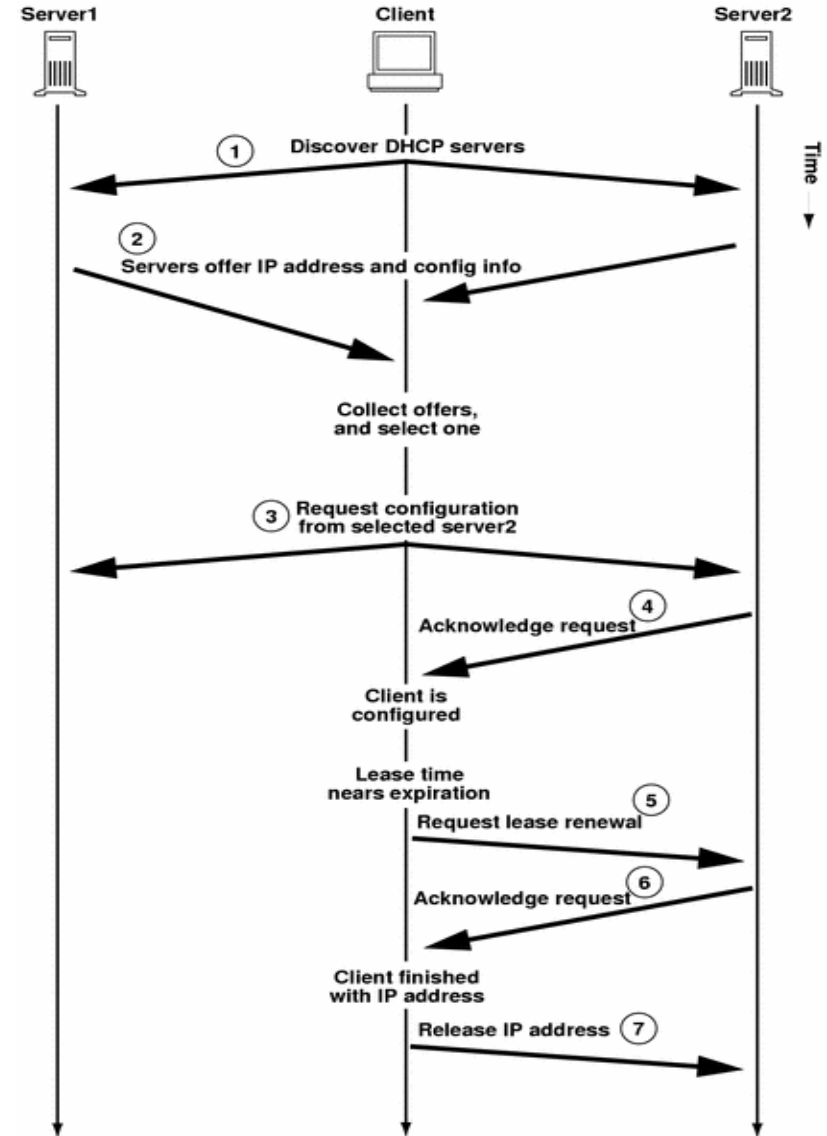 Server1
Client
Server2
Time
1
Discover DHCP servers
2
Servers offer IP address and config info
Collect offers,
and select one
3
Request configuration
from selected server2
4
Acknowledge request
Client is
configured
Lease time
nears expiration
5
Request lease renewal
6
Acknowledge request
Client finished
with IP address
Release IP address
7